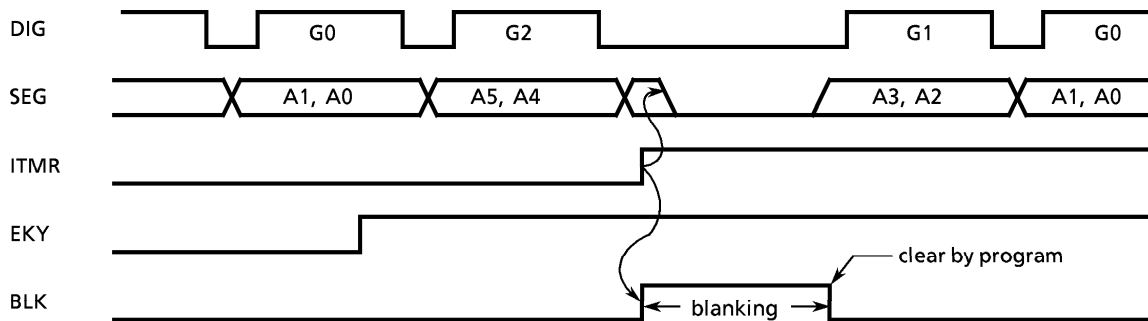 DIG G0 G2 G1 G0
SEG A1, A0 A5, A4 A3, A2 A1, A0
ITMR
EKY
clear by program
BLK blanking